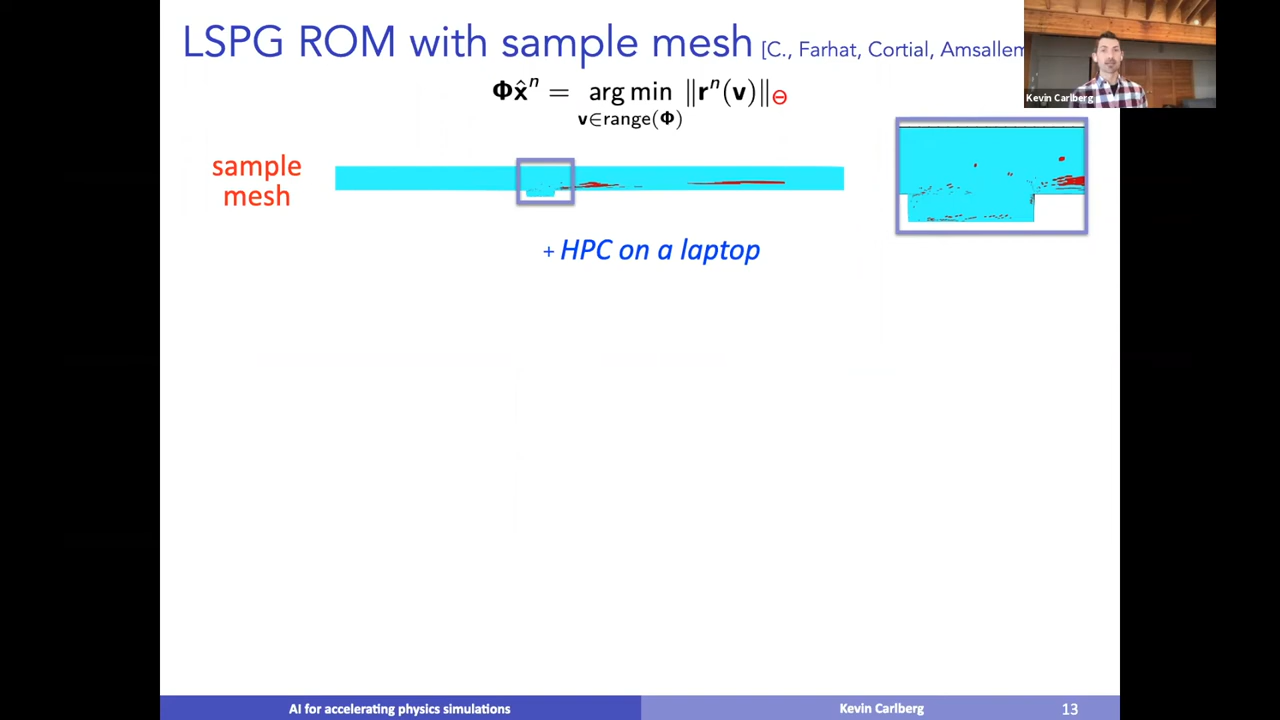 LSPG ROM with sample mesh [C., Farhat, Cortial, Amsallem
Φx̂ⁿ = arg min ‖rⁿ(v)‖Θ
v∈range(Φ)
Kevin Carlberg
sample
mesh
+ HPC on a laptop
AI for accelerating physics simulations
Kevin Carlberg
13